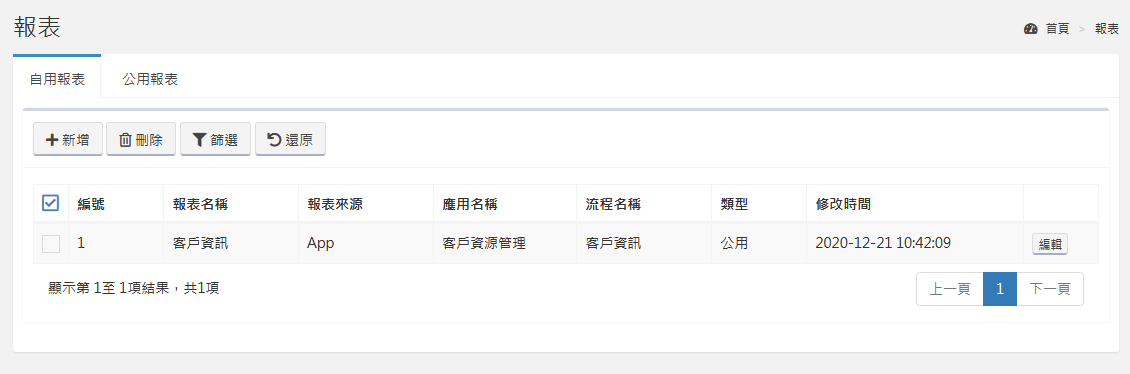 報表
首頁 > 報表
自用報表 公用報表
新增 刪除 篩選 還原
編號 報表名稱 報表來源 應用名稱 流程名稱 類型 修改時間
1 客戶資訊 App 客戶資源管理 客戶資訊 公用 2020-12-21 10:42:09 編輯
顯示第 1至 1項結果，共1項 上一頁 1 下一頁